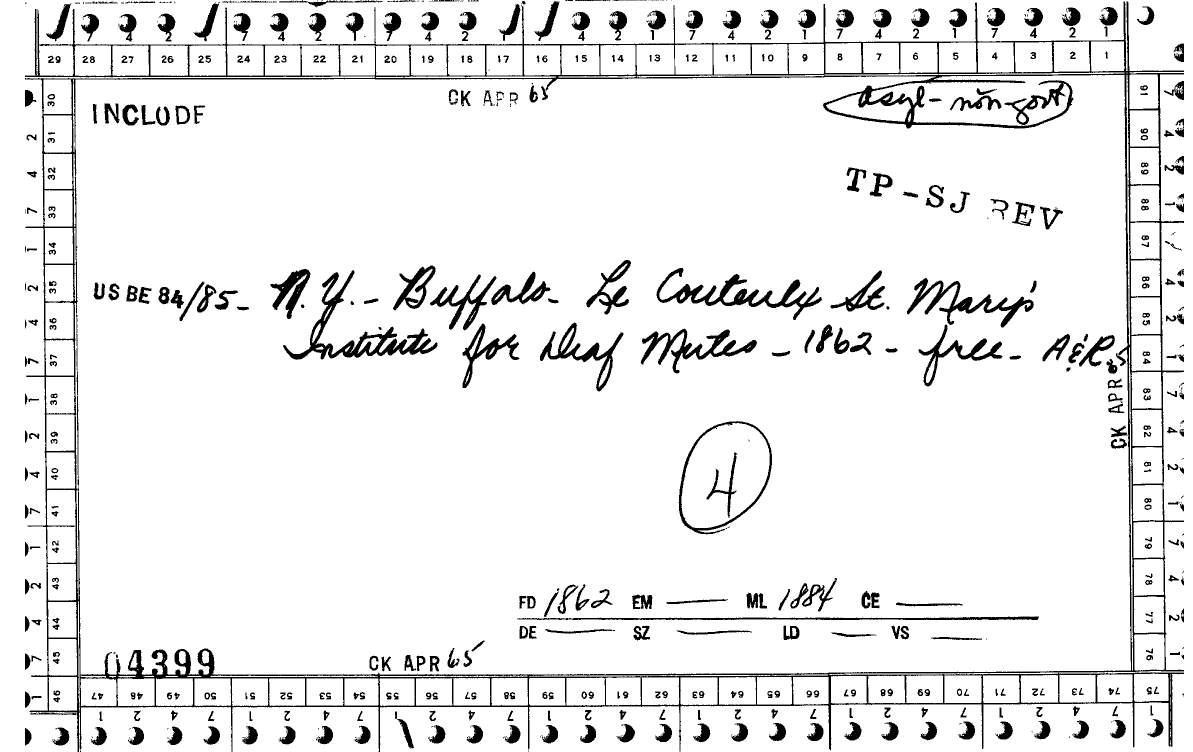 7 4 2 1 7 4 2 1 7 4 2 1 7 4 2 1 7 4 2 1
29 28 27 26 25 24 23 22 21 20 19 18 17 16 15 14 13 12 11 10 9 8 7 6 5 4 3 2 1
CK APR 65
asyl - non-govt
INCLUDE
TP-SJ REV
US BE 84/85 - N.Y. - Buffalo - Le Couteulx St. Mary's
Institute for Deaf Mutes - 1862 - free - A&R
CK APR 65
4
FD 1862 EM — ML 1884 CE —
DE — SZ — LD — VS —
04399
CK APR 65
30 31 32 33 34 35 36 37 38 39 40 41 42 43 44 45 46
47 48 49 50 51 52 53 54 55 56 57 58 59 60 61 62 63 64 65 66 67 68 69 70 71 72 73 74 75
91 90 89 88 87 86 85 84 83 82 81 80 79 78 77 76